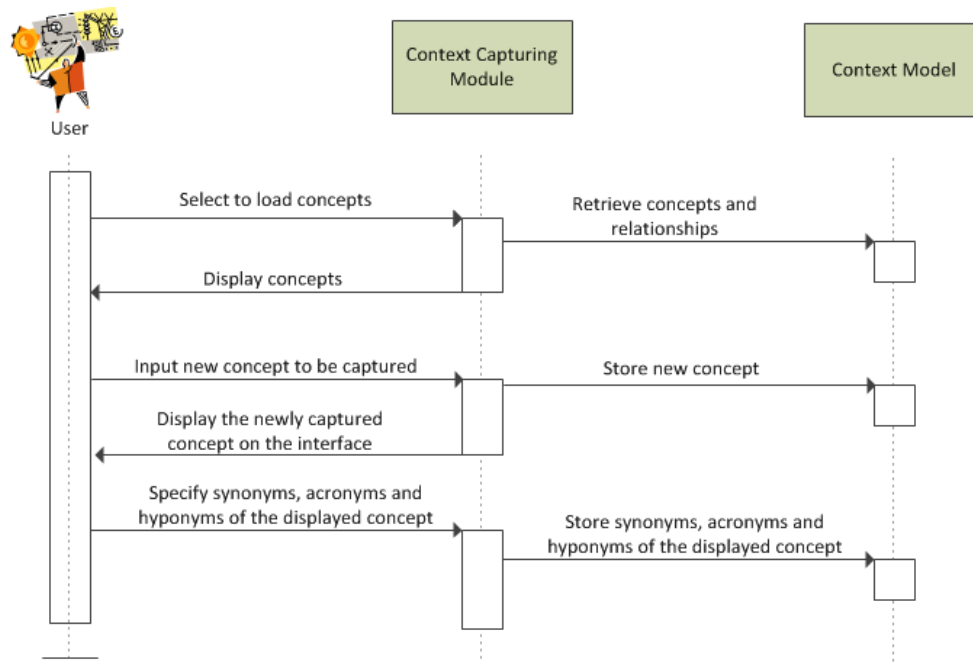 User
Context Capturing
Module
Context Model
Select to load concepts
Retrieve concepts and
relationships
Display concepts
Input new concept to be captured
Store new concept
Display the newly captured
concept on the interface
Specify synonyms, acronyms and
hyponyms of the displayed concept
Store synonyms, acronyms and
hyponyms of the displayed concept